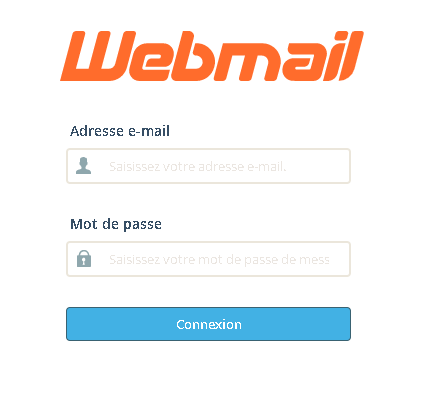 Webmail
Adresse e-mail
Saisissez votre adresse e-mail.
Mot de passe
Saisissez votre mot de passe de mess
Connexion